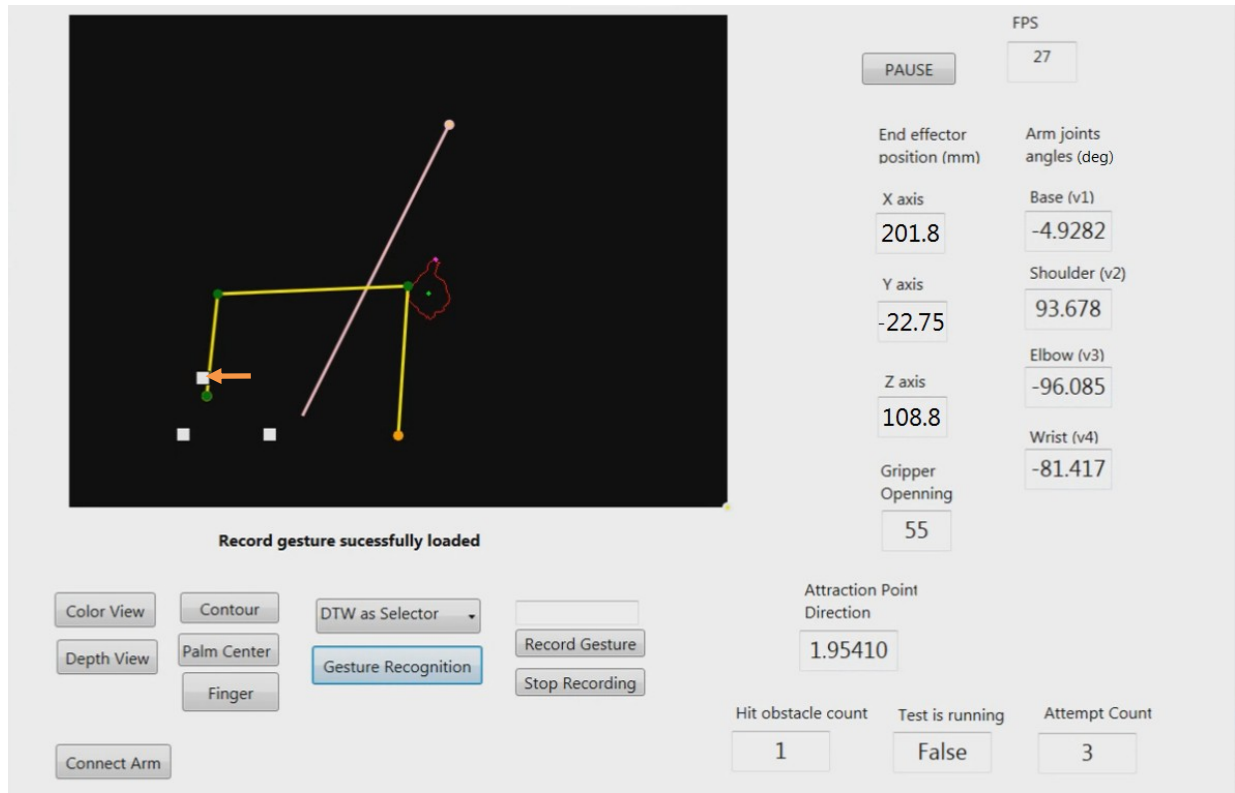 FPS
PAUSE
27
End effector
position (mm)
Arm joints
angles (deg)
X axis
201.8
Base (v1)
-4.9282
Y axis
-22.75
Shoulder (v2)
93.678
Elbow (v3)
-96.085
Z axis
108.8
Wrist (v4)
-81.417
Gripper
Openning
55
Record gesture sucessfully loaded
Attraction Point
Direction
1.95410
Color View
Contour
DTW as Selector
Record Gesture
Depth View
Palm Center
Gesture Recognition
Stop Recording
Finger
Hit obstacle count
1
Test is running
False
Attempt Count
3
Connect Arm